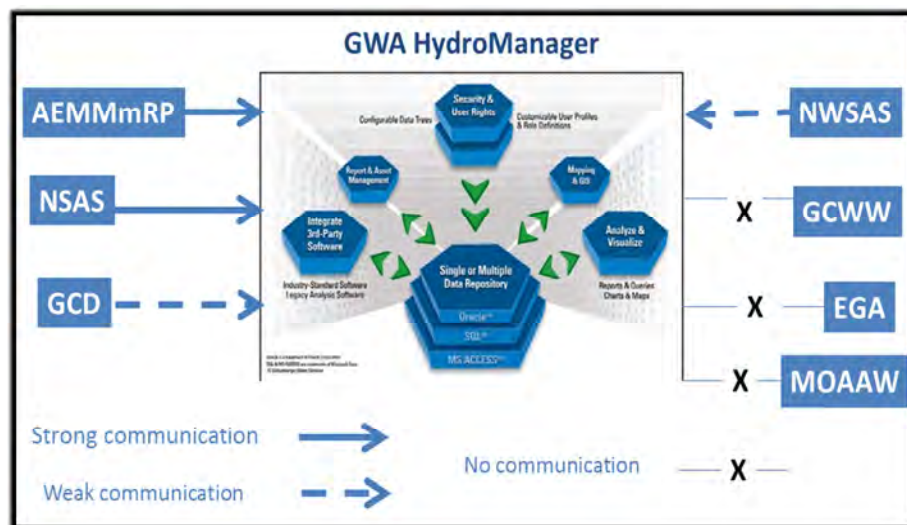 GWA HydroManager
AEMMmRP
NSAS
GCD
Security &
User Rights
Configurable Data Trees
Customizable User Profiles
& Role Definitions
Report & Asset
Management
Mapping
& GIS
Integrate
3rd-Party
Software
Analyze &
Visualize
Industry-Standard Software
Legacy Analysis Software
Single or Multiple
Data Repository
Reports & Queries
Charts & Maps
Oracle
SQL
MS ACCESS
NWSAS
X
GCWW
X
EGA
X
MOAAW
Strong communication
Weak communication
No communication
X